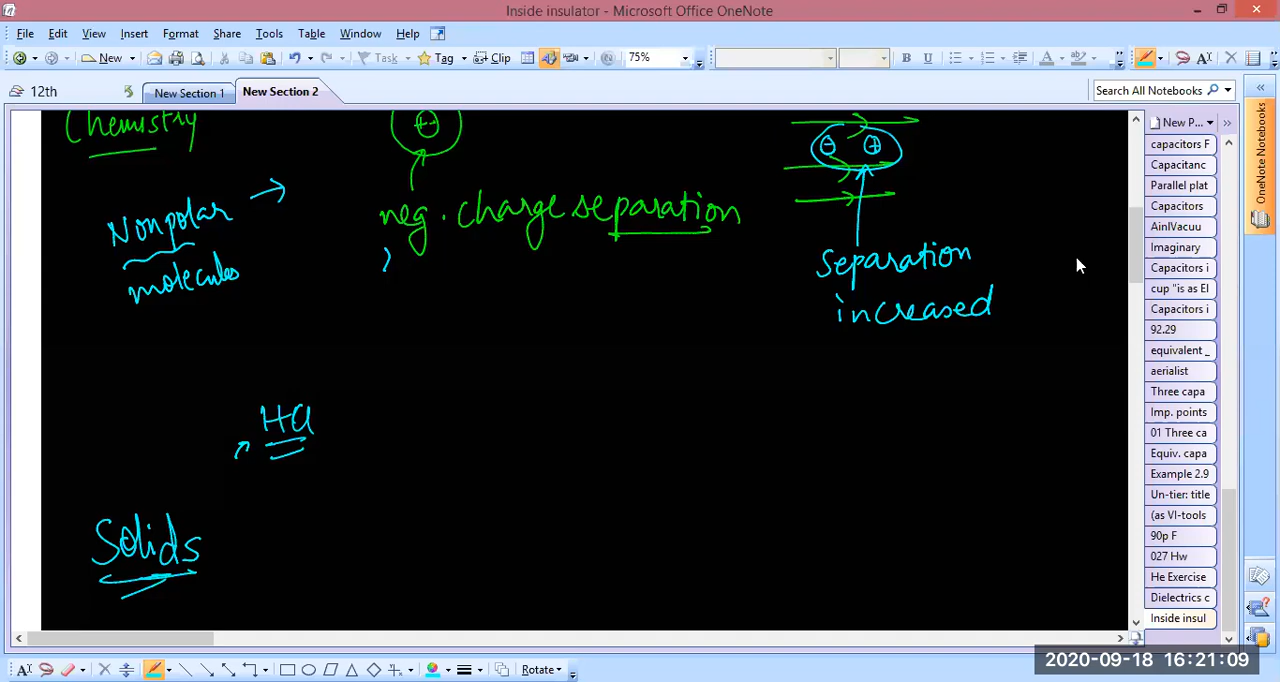 Inside insulator - Microsoft Office OneNote
File Edit View Insert Format Share Tools Table Window Help
New Task Tag Clip 75% B U A
12th New Section 1 New Section 2 Search All Notebooks
Chemistry
Nonpolar
molecules
neg. charge separation
separation
increased
HCl
Solids
New P...
capacitors F
Capacitanc
Parallel plat
Capacitors
AinIVacuu
Imaginary
Capacitors i
cup "is as El
Capacitors i
92.29
equivalent _
aerialist
Three capa
Imp. points
01 Three ca
Equiv. capa
Example 2.9
Un-tier: title
(as VI-tools
90p F
027 Hw
He Exercise
Dielectrics c
Inside insul
OneNote Notebooks
2020-09-18 16:21:09
Rotate